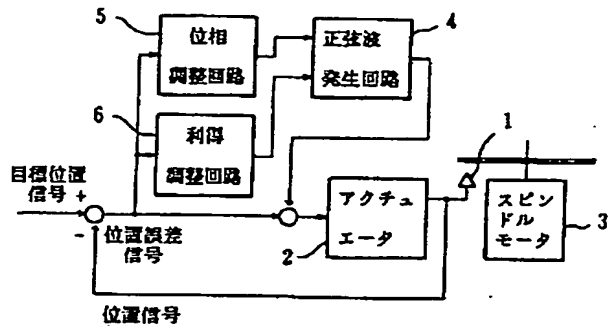 5
位相
調整回路
正弦波
発生回路
4
6
利得
調整回路
1
目標位置
信号 +
-
位置誤差
信号
アクチュ
エータ
2
スピン
ドル
モータ
3
位置信号